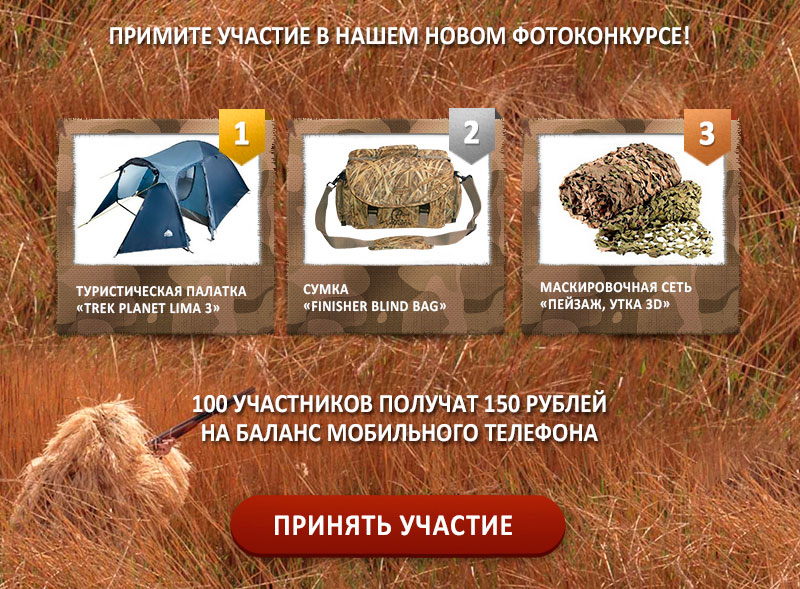 ПРИМИТЕ УЧАСТИЕ В НАШЕМ НОВОМ ФОТОКОНКУРСЕ!
1
2
3
ТУРИСТИЧЕСКАЯ ПАЛАТКА
«TREK PLANET LIMA 3»
СУМКА
«FINISHER BLIND BAG»
МАСКИРОВОЧНАЯ СЕТЬ
«ПЕЙЗАЖ, УТКА 3D»
100 УЧАСТНИКОВ ПОЛУЧАТ 150 РУБЛЕЙ
НА БАЛАНС МОБИЛЬНОГО ТЕЛЕФОНА
ПРИНЯТЬ УЧАСТИЕ